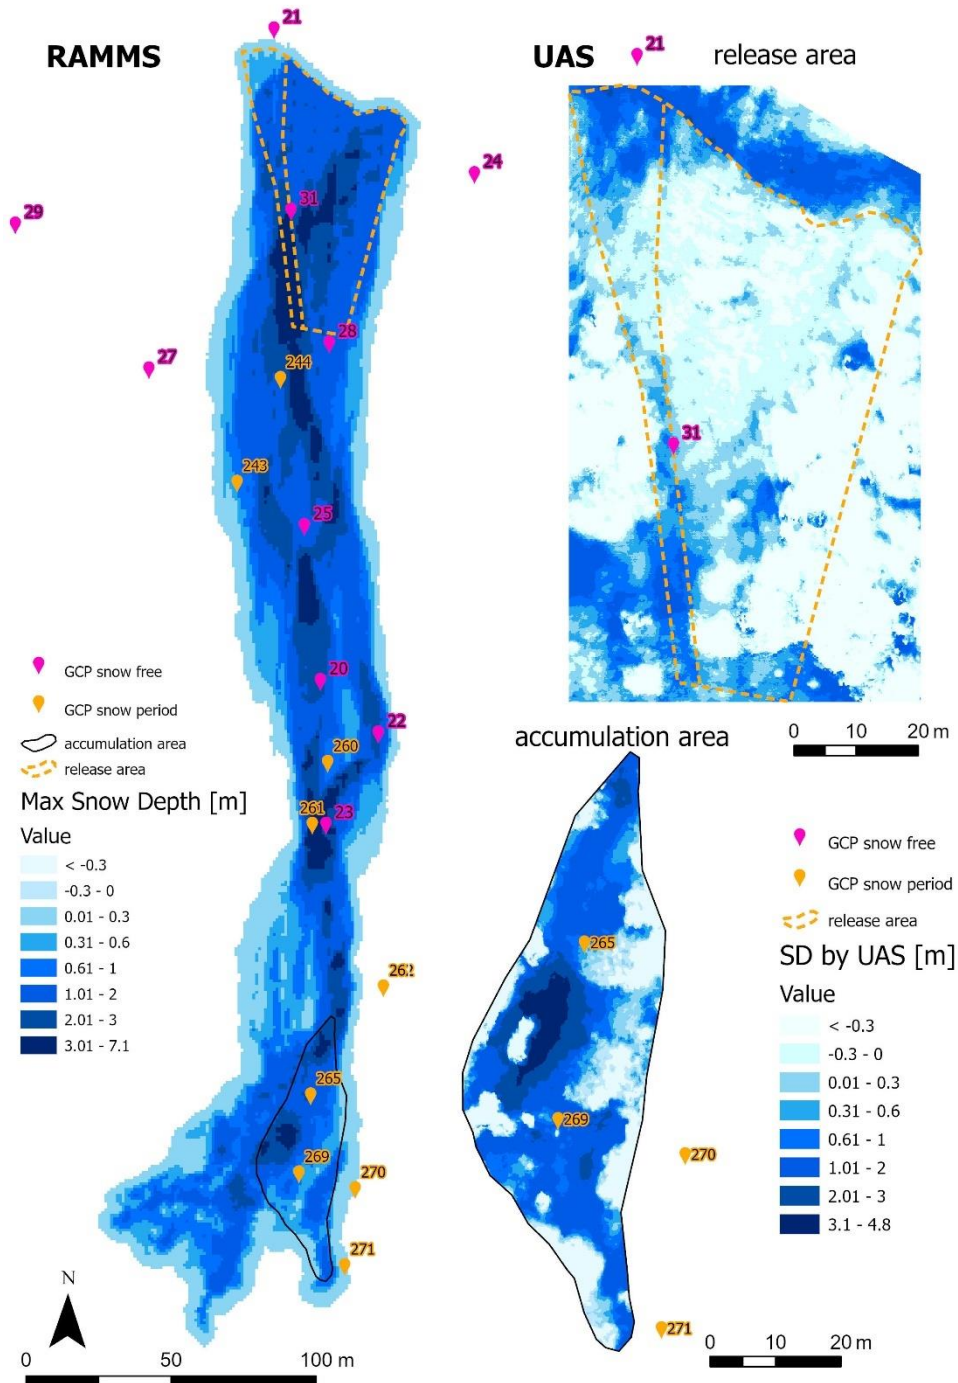 RAMMS
21
24
29
31
28
27
244
243
25
20
22
260
261
23
262
265
269
270
271
GCP snow free
GCP snow period
accumulation area
release area
Max Snow Depth [m]
Value
< -0.3
-0.3 - 0
0.01 - 0.3
0.31 - 0.6
0.61 - 1
1.01 - 2
2.01 - 3
3.01 - 7.1
N
0 50 100 m
UAS
release area
21
31
0 10 20 m
accumulation area
265
269
270
271
GCP snow free
GCP snow period
release area
SD by UAS [m]
Value
< -0.3
-0.3 - 0
0.01 - 0.3
0.31 - 0.6
0.61 - 1
1.01 - 2
2.01 - 3
3.1 - 4.8
0 10 20 m